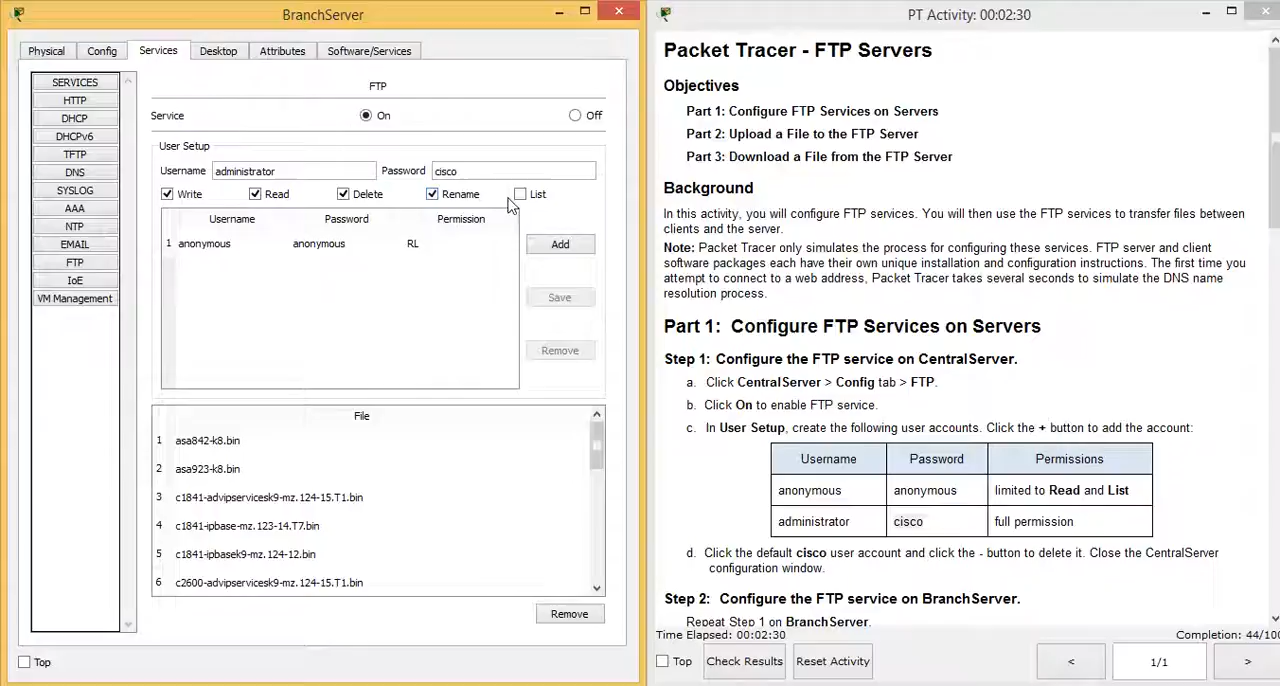 BranchServer
Physical Config Services Desktop Attributes Software/Services
SERVICES
HTTP
DHCP
DHCPv6
TFTP
DNS
SYSLOG
AAA
NTP
EMAIL
FTP
IoE
VM Management
FTP
Service On Off
User Setup
Username administrator Password cisco
Write Read Delete Rename List
Username Password Permission
1 anonymous anonymous RL
Add
Save
Remove
File
1 asa842-k8.bin
2 asa923-k8.bin
3 c1841-advipservicesk9-mz.124-15.T1.bin
4 c1841-ipbase-mz.123-14.T7.bin
5 c1841-ipbasek9-mz.124-12.bin
6 c2600-advipservicesk9-mz.124-15.T1.bin
Remove
Top
PT Activity: 00:02:30
Packet Tracer - FTP Servers
Objectives
Part 1: Configure FTP Services on Servers
Part 2: Upload a File to the FTP Server
Part 3: Download a File from the FTP Server
Background
In this activity, you will configure FTP services. You will then use the FTP services to transfer files between
clients and the server.
Note: Packet Tracer only simulates the process for configuring these services. FTP server and client
software packages each have their own unique installation and configuration instructions. The first time you
attempt to connect to a web address, Packet Tracer takes several seconds to simulate the DNS name
resolution process.
Part 1: Configure FTP Services on Servers
Step 1: Configure the FTP service on CentralServer.
a. Click CentralServer > Config tab > FTP.
b. Click On to enable FTP service.
c. In User Setup, create the following user accounts. Click the + button to add the account:
Username Password Permissions
anonymous anonymous limited to Read and List
administrator cisco full permission
d. Click the default cisco user account and click the - button to delete it. Close the CentralServer
configuration window.
Step 2: Configure the FTP service on BranchServer.
Repeat Step 1 on BranchServer.
Time Elapsed: 00:02:30 Completion: 44/100
Top Check Results Reset Activity < 1/1 >